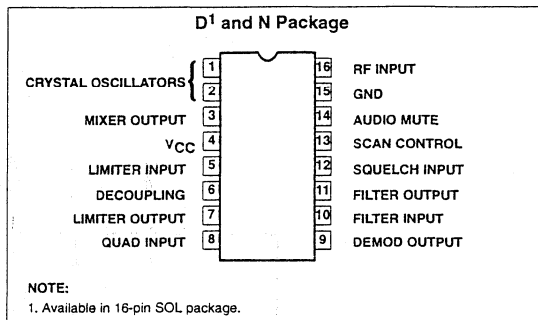 D1 and N Package
CRYSTAL OSCILLATORS
1 16 RF INPUT
2 15 GND
MIXER OUTPUT 3 14 AUDIO MUTE
VCC 4 13 SCAN CONTROL
LIMITER INPUT 5 12 SQUELCH INPUT
DECOUPLING 6 11 FILTER OUTPUT
LIMITER OUTPUT 7 10 FILTER INPUT
QUAD INPUT 8 9 DEMOD OUTPUT
NOTE:
1. Available in 16-pin SOL package.